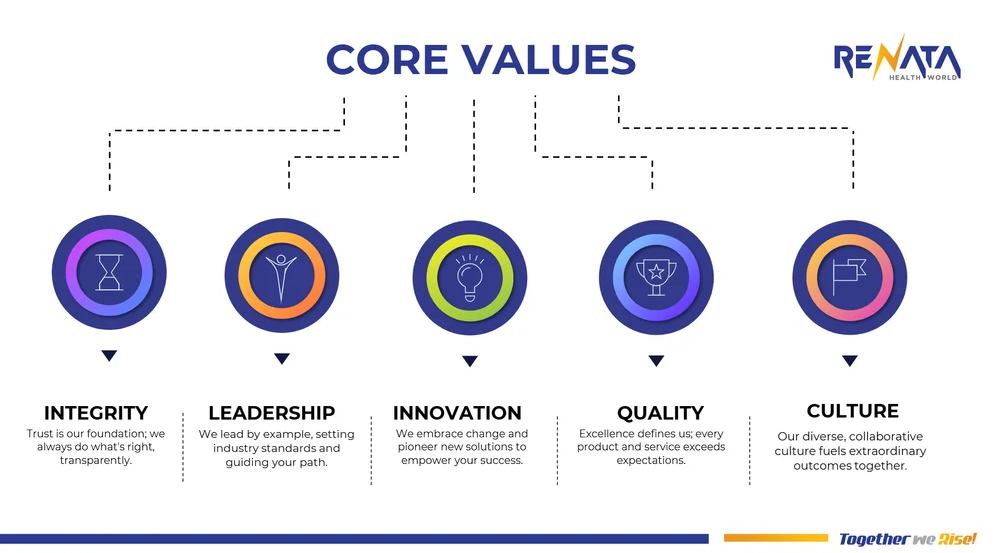 CORE VALUES
RENATA
HEALTH WORLD
INTEGRITY
Trust is our foundation; we
always do what's right,
transparently.
LEADERSHIP
We lead by example, setting
industry standards and
guiding your path.
INNOVATION
We embrace change and
pioneer new solutions to
empower your success.
QUALITY
Excellence defines us; every
product and service exceeds
expectations.
CULTURE
Our diverse, collaborative
culture fuels extraordinary
outcomes together.
Together we Rise!